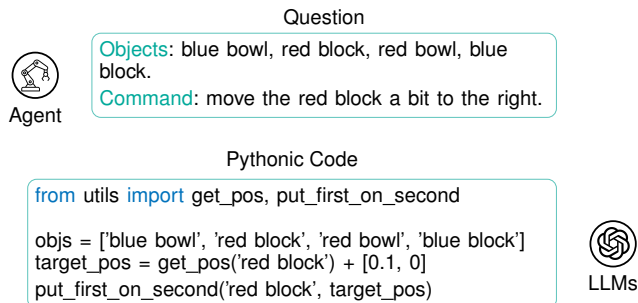 Question
Objects: blue bowl, red block, red bowl, blue
block.
Command: move the red block a bit to the right.
Agent
Pythonic Code
from utils import get_pos, put_first_on_second
objs = ['blue bowl', 'red block', 'red bowl', 'blue block']
target_pos = get_pos('red block') + [0.1, 0]
put_first_on_second('red block', target_pos)
LLMs